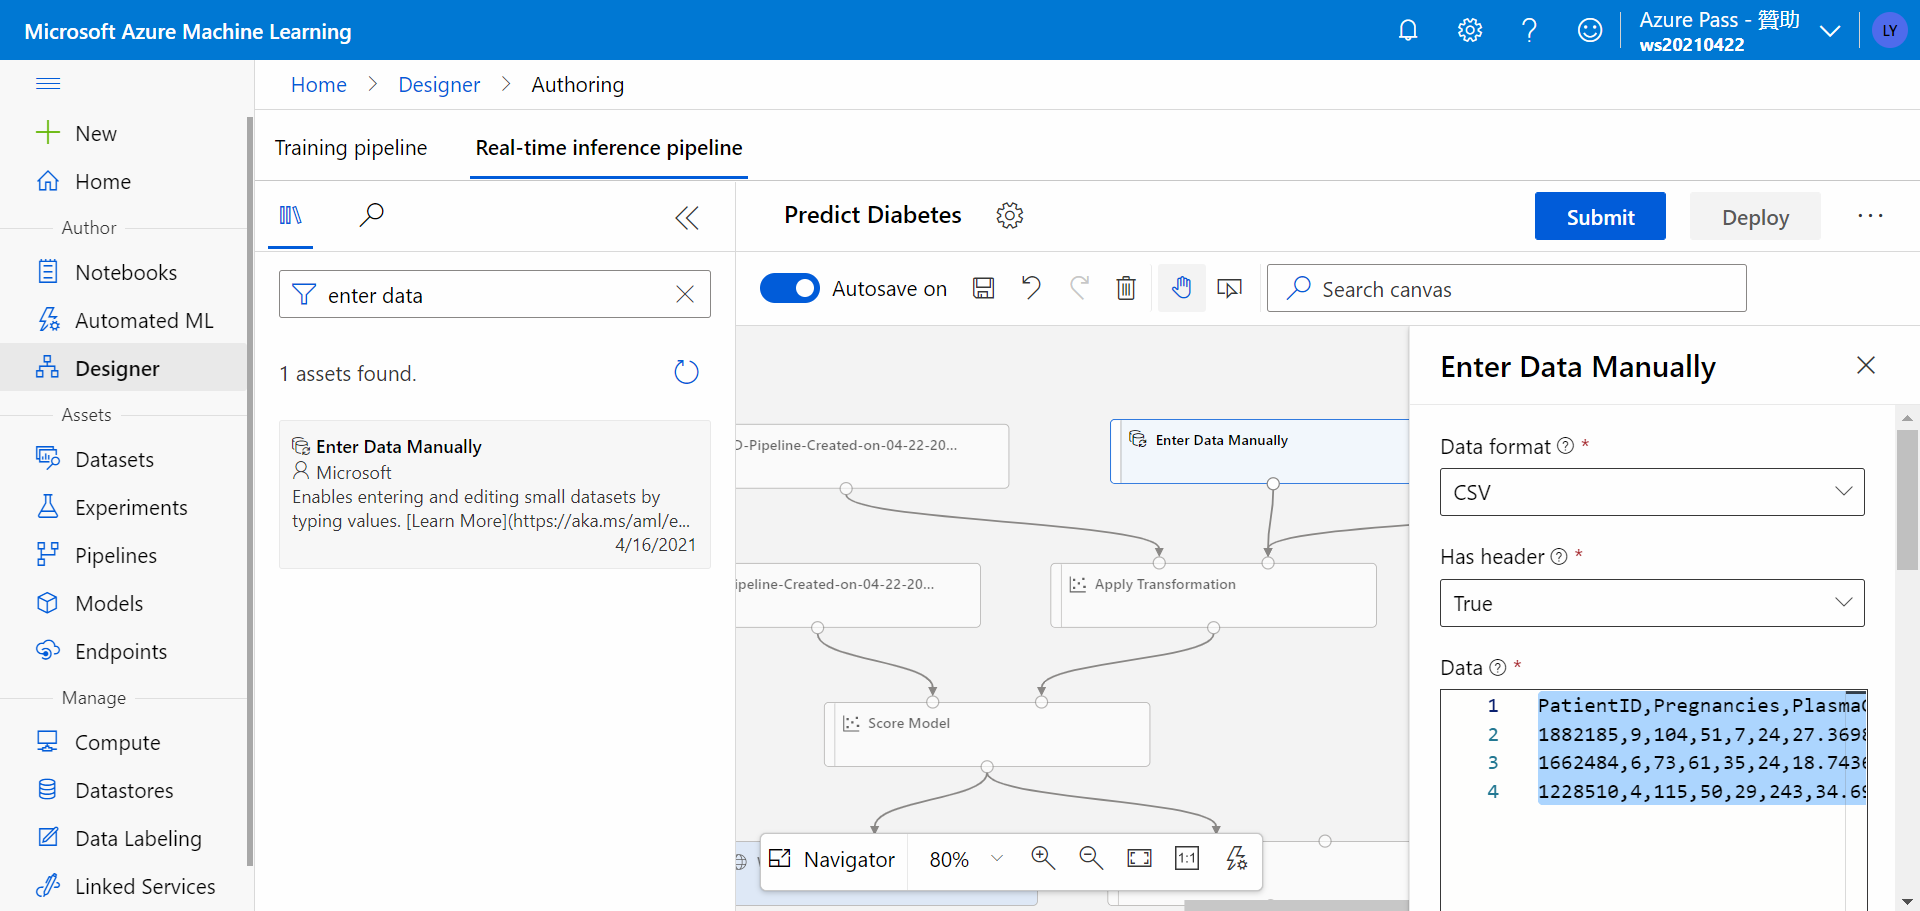 Microsoft Azure Machine Learning
Azure Pass - 贊助
ws20210422
LY
Home
Designer
Authoring
New
Home
Author
Notebooks
Automated ML
Designer
Assets
Datasets
Experiments
Pipelines
Models
Endpoints
Manage
Compute
Datastores
Data Labeling
Linked Services
Training pipeline
Real-time inference pipeline
enter data
1 assets found.
Enter Data Manually
Microsoft
Enables entering and editing small datasets by
typing values. [Learn More](https://aka.ms/aml/e...
4/16/2021
Predict Diabetes
Submit
Deploy
Autosave on
Search canvas
D-Pipeline-Created-on-04-22-20...
Enter Data Manually
ipeline-Created-on-04-22-20...
Apply Transformation
Score Model
Navigator
80%
1:1
Enter Data Manually
Data format *
CSV
Has header *
True
Data *
1 PatientID,Pregnancies,Plasma
2 1882185,9,104,51,7,24,27.369
3 1662484,6,73,61,35,24,18.743
4 1228510,4,115,50,29,243,34.6